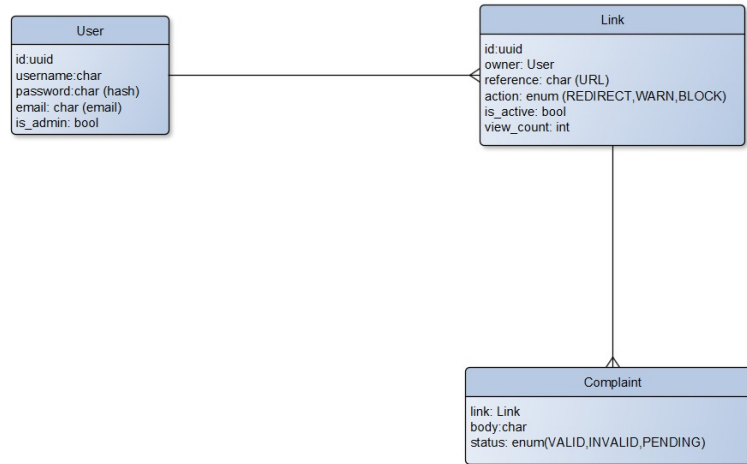 User
id:uuid
username:char
password:char (hash)
email: char (email)
is_admin: bool
Link
id:uuid
owner: User
reference: char (URL)
action: enum (REDIRECT,WARN,BLOCK)
is_active: bool
view_count: int
Complaint
link: Link
body:char
status: enum(VALID,INVALID,PENDING)